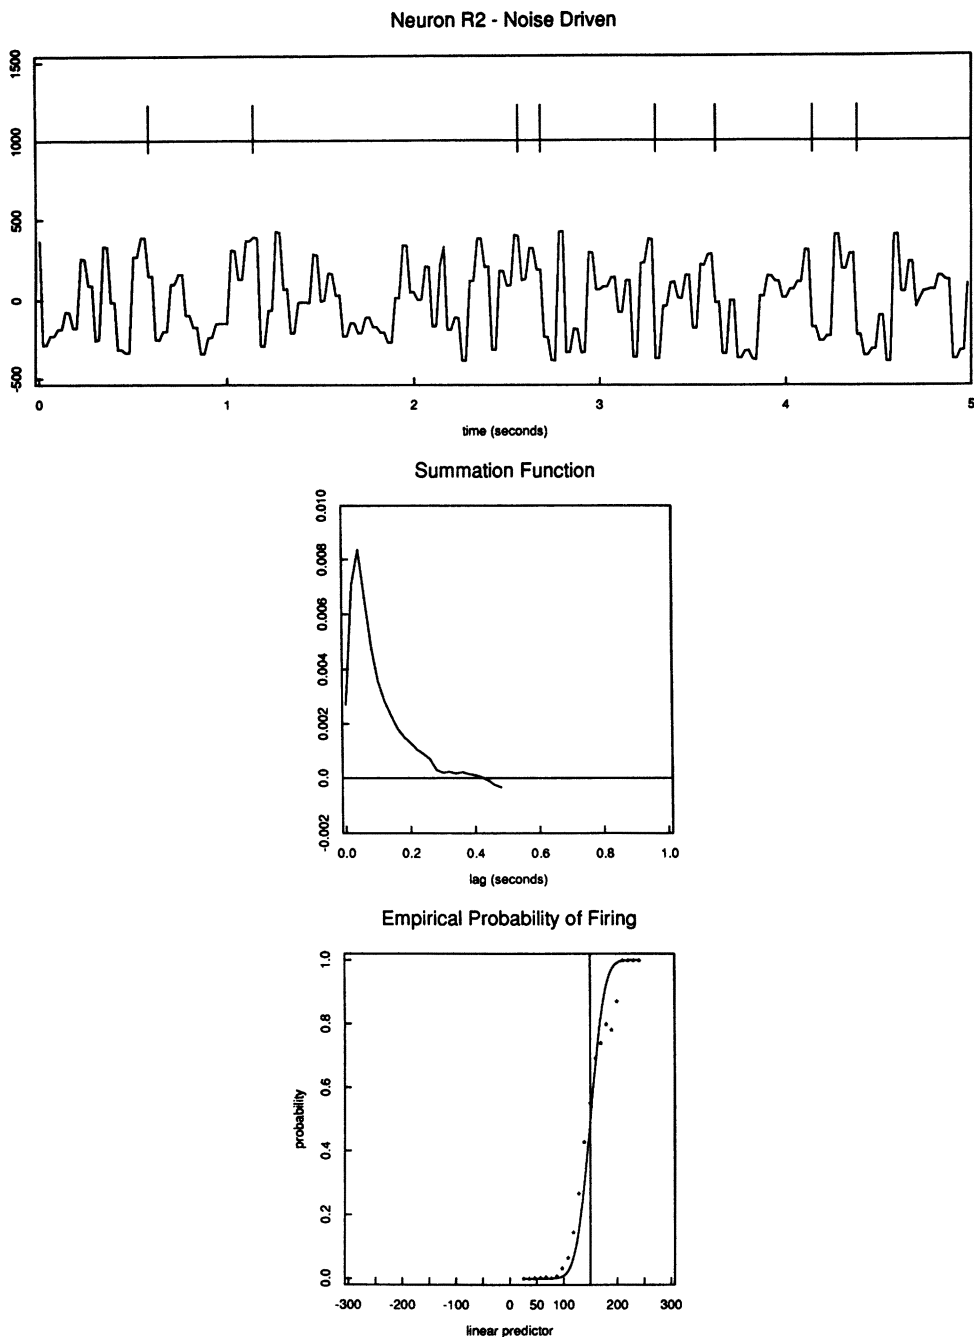 Neuron R2 - Noise Driven
1500
1000
500
0
-500
0 1 2 3 4 5
time (seconds)
Summation Function
0.010
0.008
0.006
0.004
0.002
0.0
-0.002
0.0 0.2 0.4 0.6 0.8 1.0
lag (seconds)
Empirical Probability of Firing
probability
1.0
0.8
0.6
0.4
0.2
0.0
-300 -200 -100 0 50 100 200 300
linear predictor